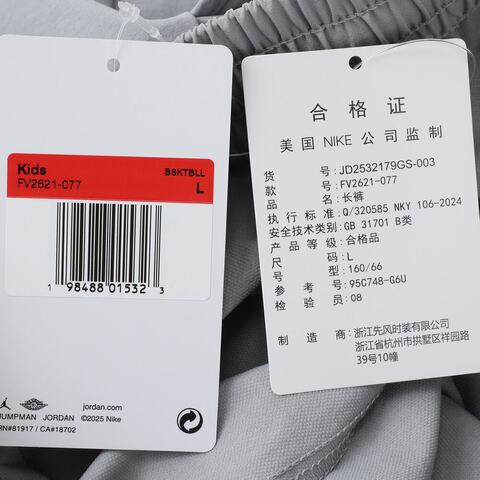 Kids
BSKTBLL
FV2621-077
L
1 98488 01532 3
JUMPMAN JORDAN
RN#81917 / CA#18702
jordan.com
©2025 Nike
合格证
美国 NIKE 公司监制
货号: JD2532179GS-003
款号: FV2621-077
品名: 长裤
执行标准: Q/320585 NKY 106-2024
安全技术类别: GB 31701 B类
产品等级: 合格品
尺码: L
型号: 160/66
参考号: 95C748-G6U
检验员: 08
制造商: 浙江先风时装有限公司
浙江省杭州市拱墅区祥园路
39号10幢